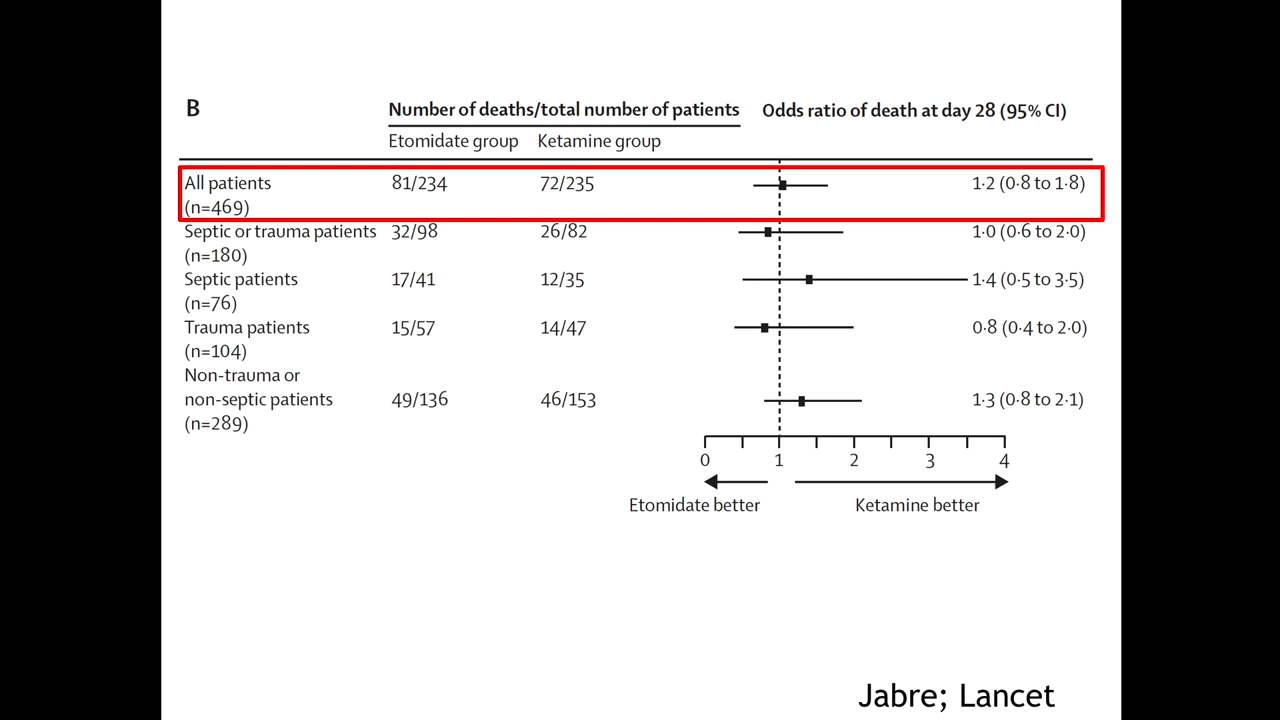 B Number of deaths/total number of patients Odds ratio of death at day 28 (95% CI)
Etomidate group Ketamine group
All patients 81/234 72/235 1·2 (0·8 to 1·8)
(n=469)
Septic or trauma patients 32/98 26/82 1·0 (0·6 to 2·0)
(n=180)
Septic patients 17/41 12/35 1·4 (0·5 to 3·5)
(n=76)
Trauma patients 15/57 14/47 0·8 (0·4 to 2·0)
(n=104)
Non-trauma or
non-septic patients 49/136 46/153 1·3 (0·8 to 2·1)
(n=289)
0 1 2 3 4
Etomidate better Ketamine better
Jabre; Lancet